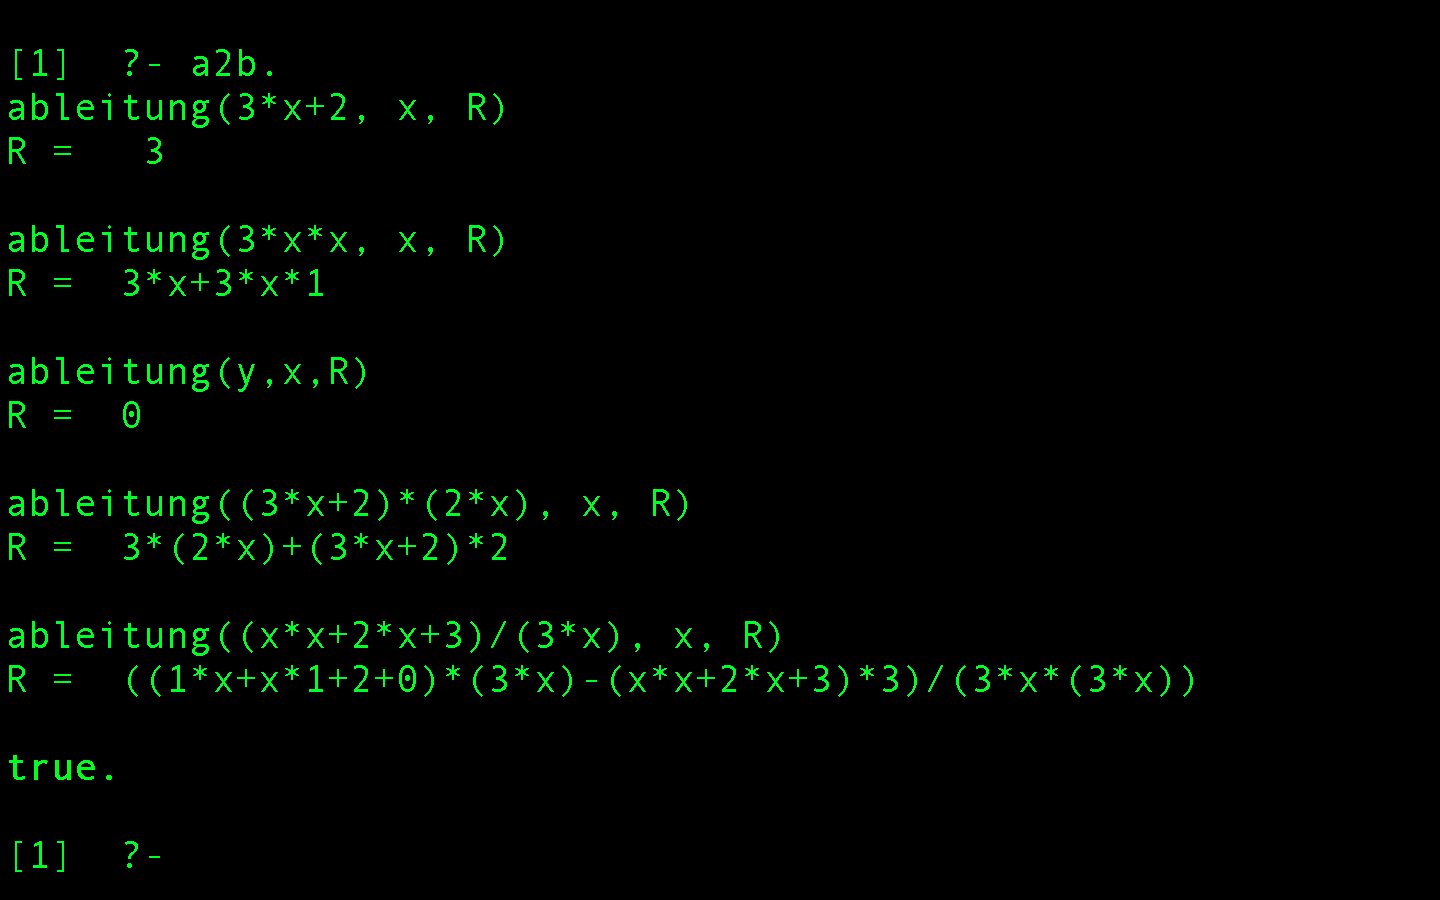 [1]  ?- a2b.
ableitung(3*x+2, x, R)
R =   3
ableitung(3*x*x, x, R)
R =  3*x+3*x*1
ableitung(y,x,R)
R =  0
ableitung((3*x+2)*(2*x), x, R)
R =  3*(2*x)+(3*x+2)*2
ableitung((x*x+2*x+3)/(3*x), x, R)
R =  ((1*x+x*1+2+0)*(3*x)-(x*x+2*x+3)*3)/(3*x*(3*x))
true.
[1]  ?-